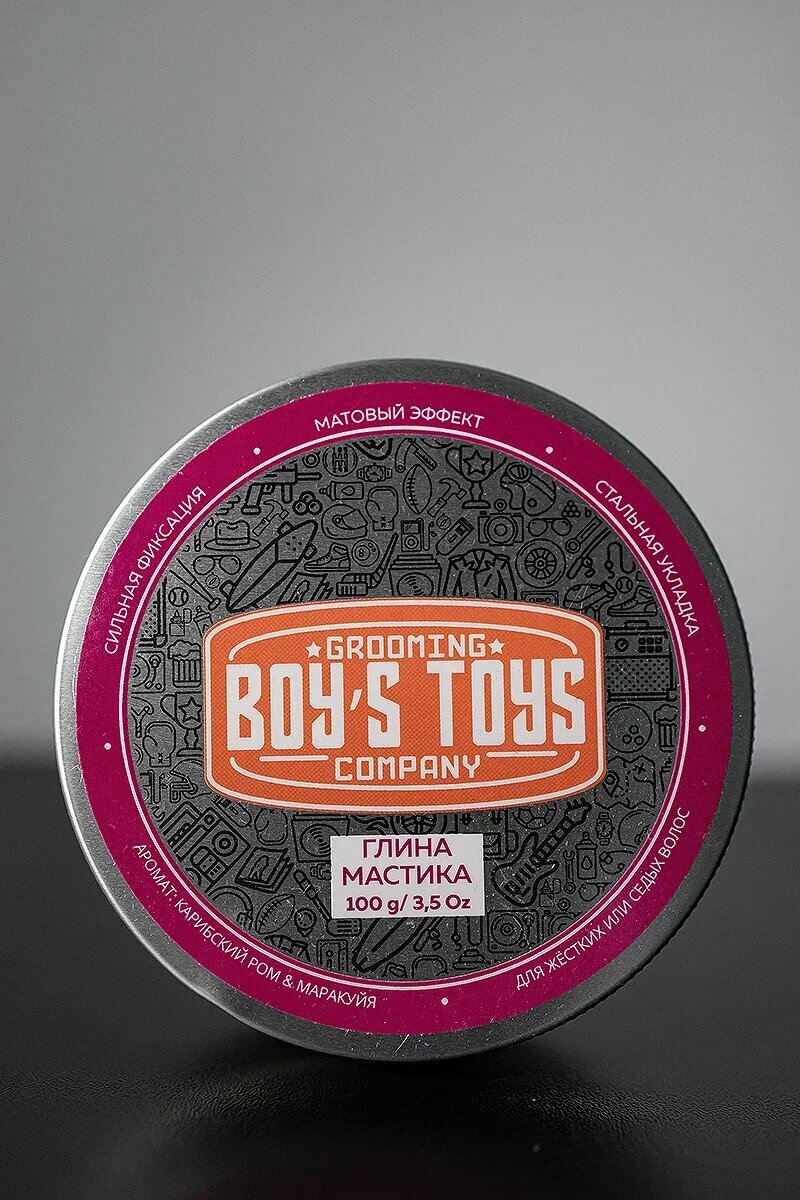 МАТОВЫЙ ЭФФЕКТ
СИЛЬНАЯ ФИКСАЦИЯ
СТАЛЬНАЯ УКЛАДКА
GROOMING
BOY'S TOYS
COMPANY
ГЛИНА
МАСТИКА
100 g/ 3,5 Oz
АРОМАТ: КАРИБСКИЙ РОМ & МАРАКУЙЯ
ДЛЯ ЖЁСТКИХ ИЛИ СЕДЫХ ВОЛОС